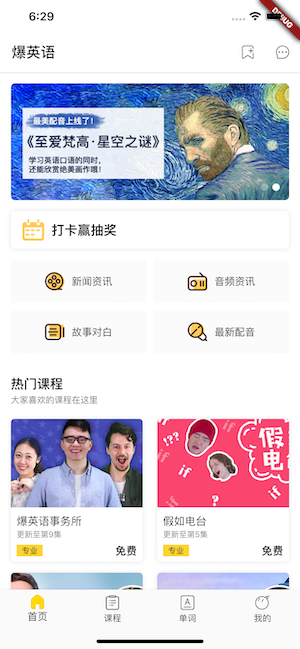 6:29
DEBUG
爆英语
最美配音上线了!
《至爱梵高·星空之谜》
学习英语口语的同时,
还能欣赏绝美画作哦!
打卡赢抽奖
新闻资讯
音频资讯
故事对白
最新配音
热门课程
大家喜欢的课程在这里
!??
if
假如
电台
if
if
爆英语事务所
更新至第9集
专业
免费
假如电台
更新至第5集
专业
免费
首页
课程
A
单词
我的